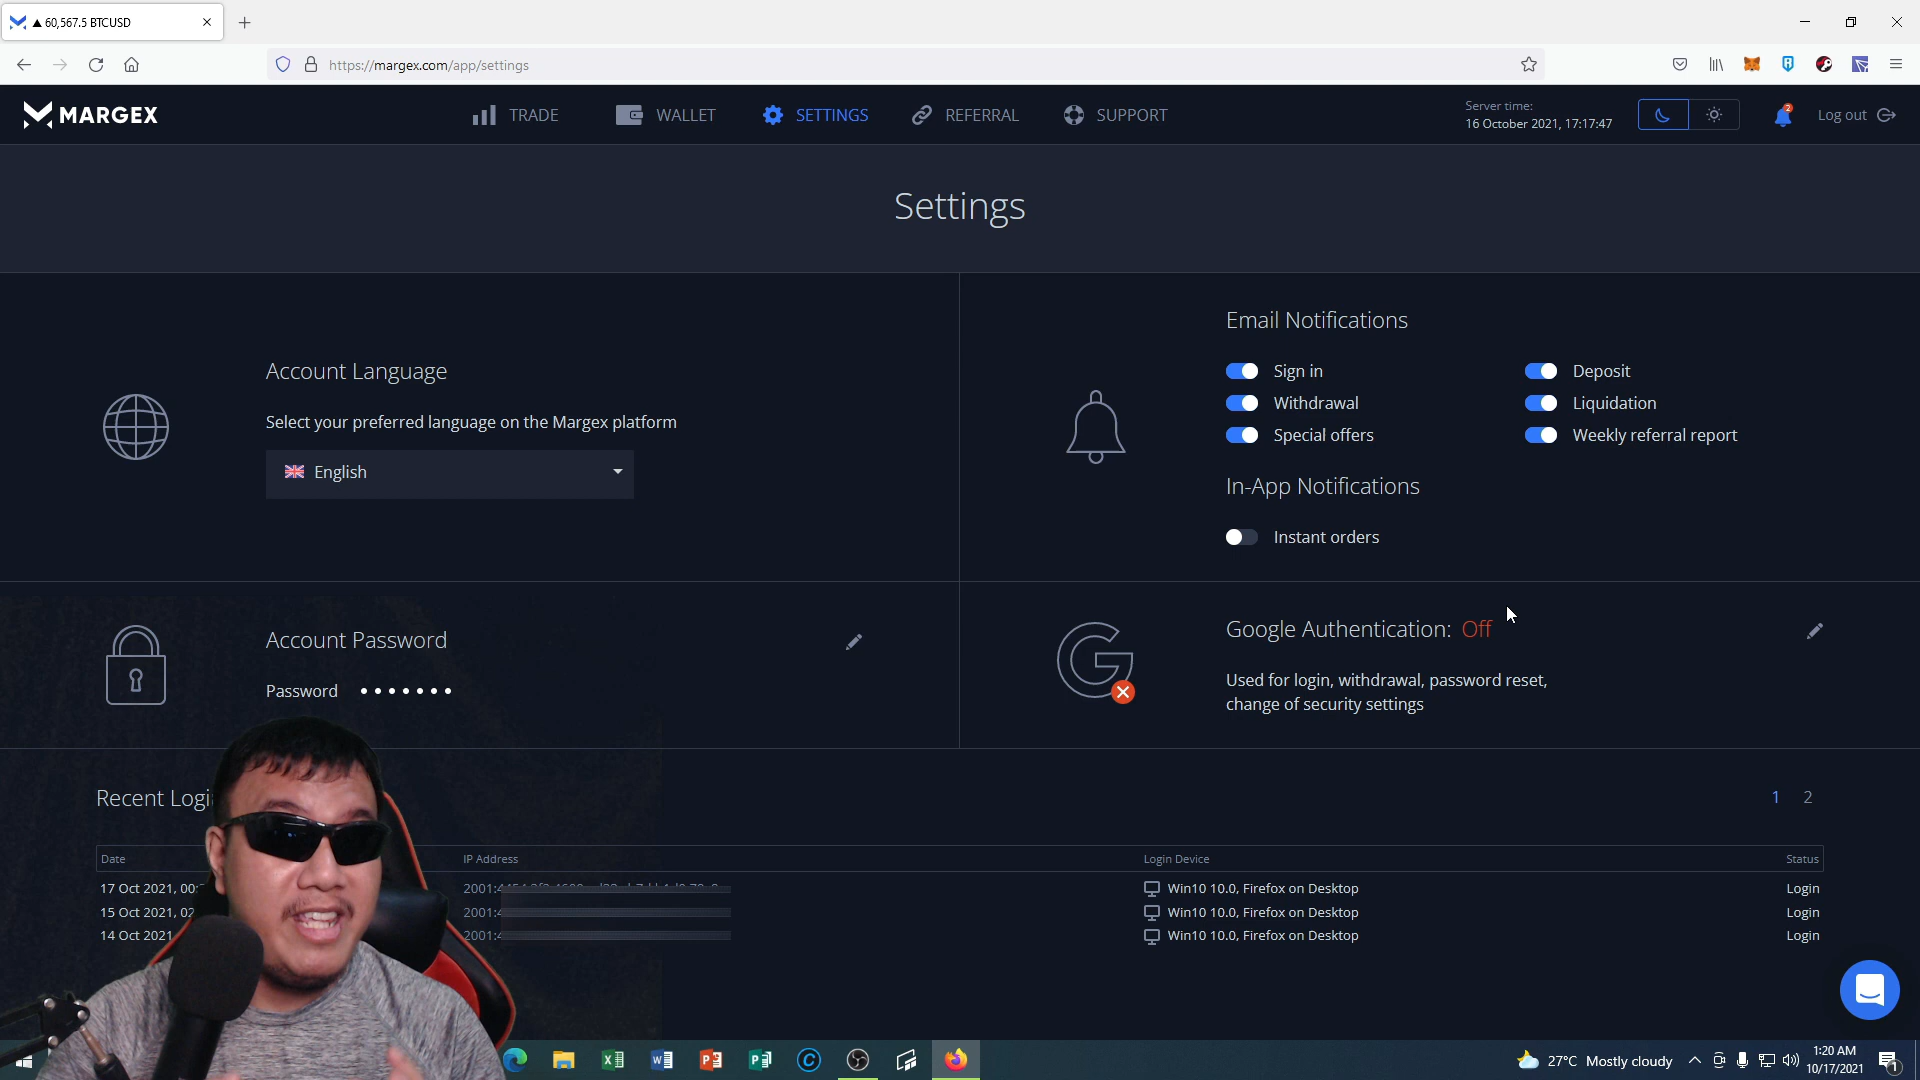 ▲ 60,567.5 BTCUSD
https://margex.com/app/settings
MARGEX
TRADE
WALLET
SETTINGS
REFERRAL
SUPPORT
Server time:
16 October 2021, 17:17:47
2
Log out
Settings
Account Language
Select your preferred language on the Margex platform
English
Email Notifications
Sign in
Deposit
Withdrawal
Liquidation
Special offers
Weekly referral report
In-App Notifications
Instant orders
Account Password
Password
Google Authentication: Off
Used for login, withdrawal, password reset,
change of security settings
Recent
1 2
Date IP Address Login Device Status
17 Oct 2021, Win10 10.0, Firefox on Desktop Login
15 Oct 2021, Win10 10.0, Firefox on Desktop Login
14 Oct 2021 Win10 10.0, Firefox on Desktop Login
27°C Mostly cloudy
1:20 AM
10/17/2021
1